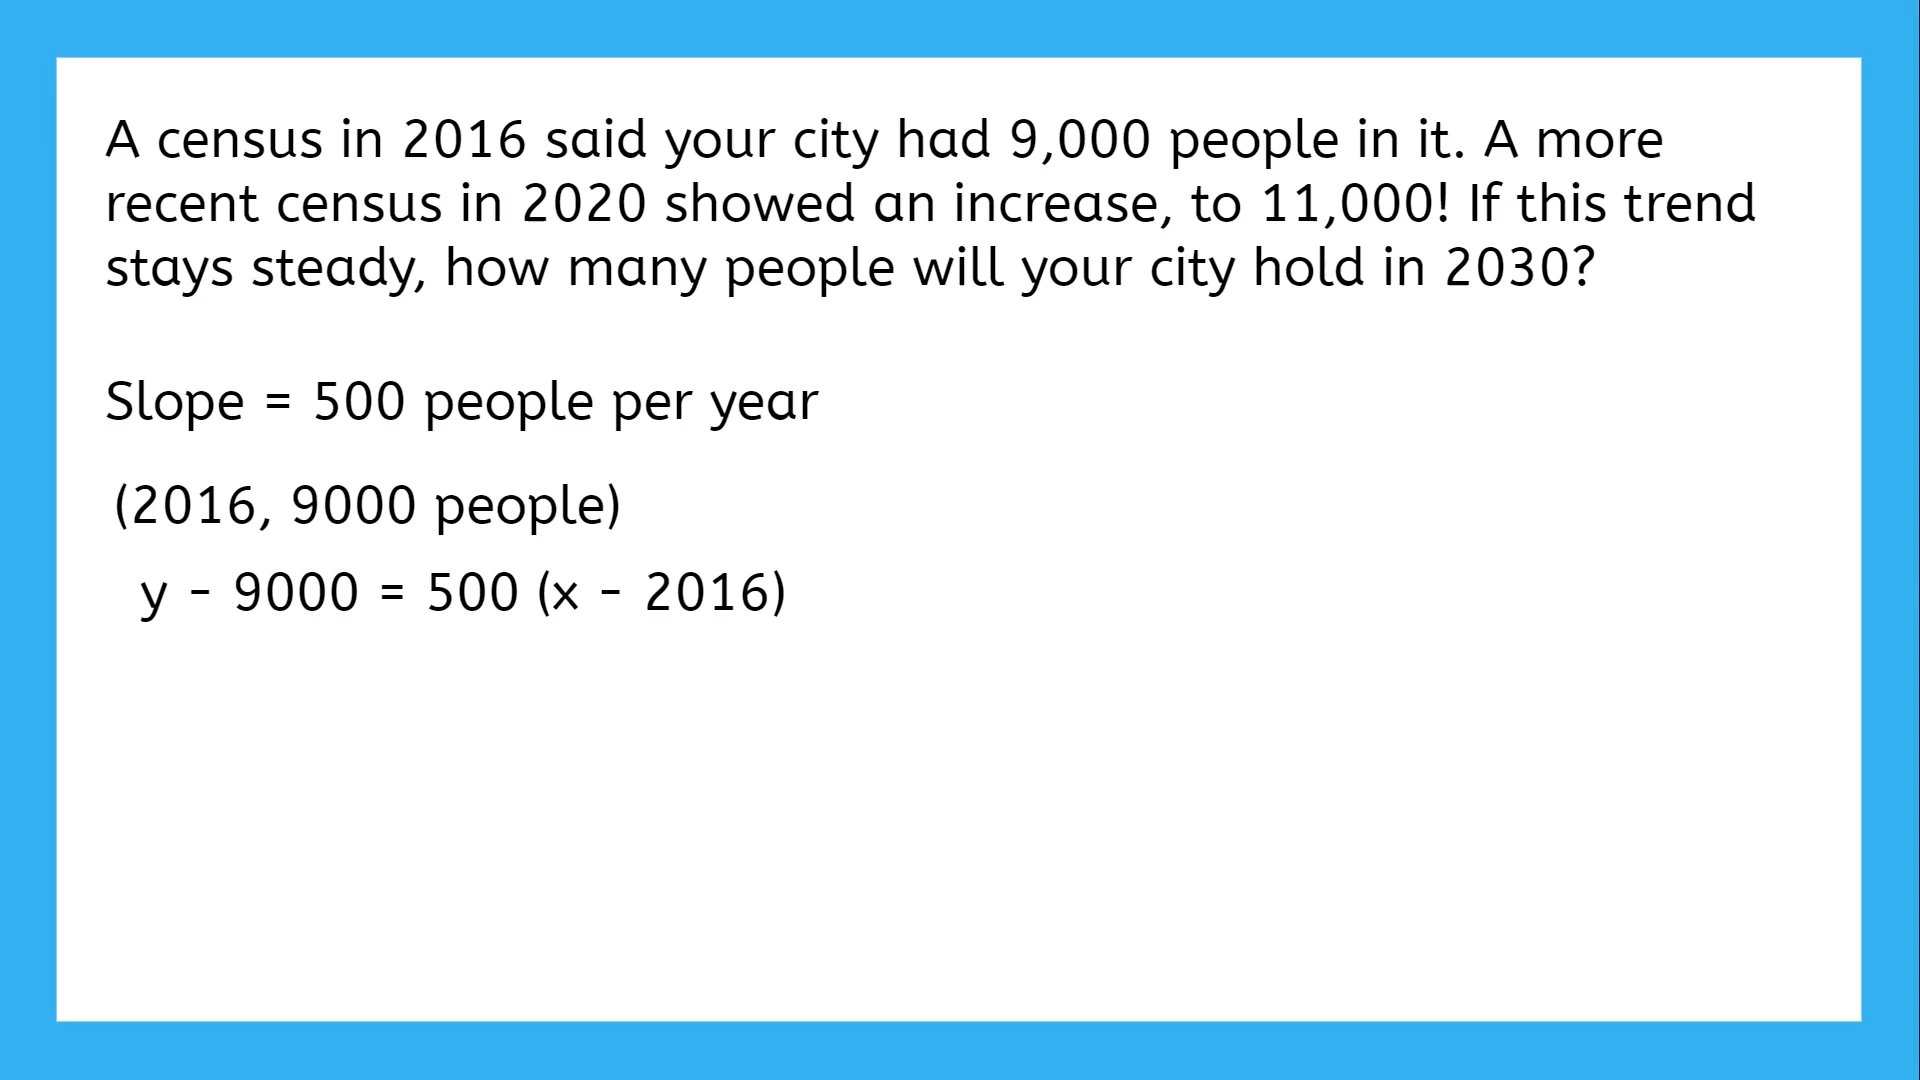 A census in 2016 said your city had 9,000 people in it. A more
recent census in 2020 showed an increase, to 11,000! If this trend
stays steady, how many people will your city hold in 2030?
Slope = 500 people per year
(2016, 9000 people)
y - 9000 = 500 (x - 2016)